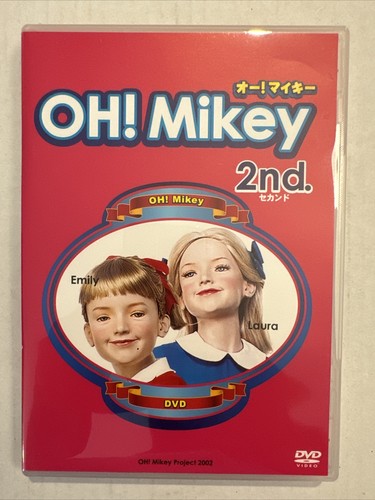 オー!マイキー
OH! Mikey
2nd.
セカンド
OH! Mikey
Emily
Laura
DVD
OH! Mikey Project 2002
DVD
VIDEO